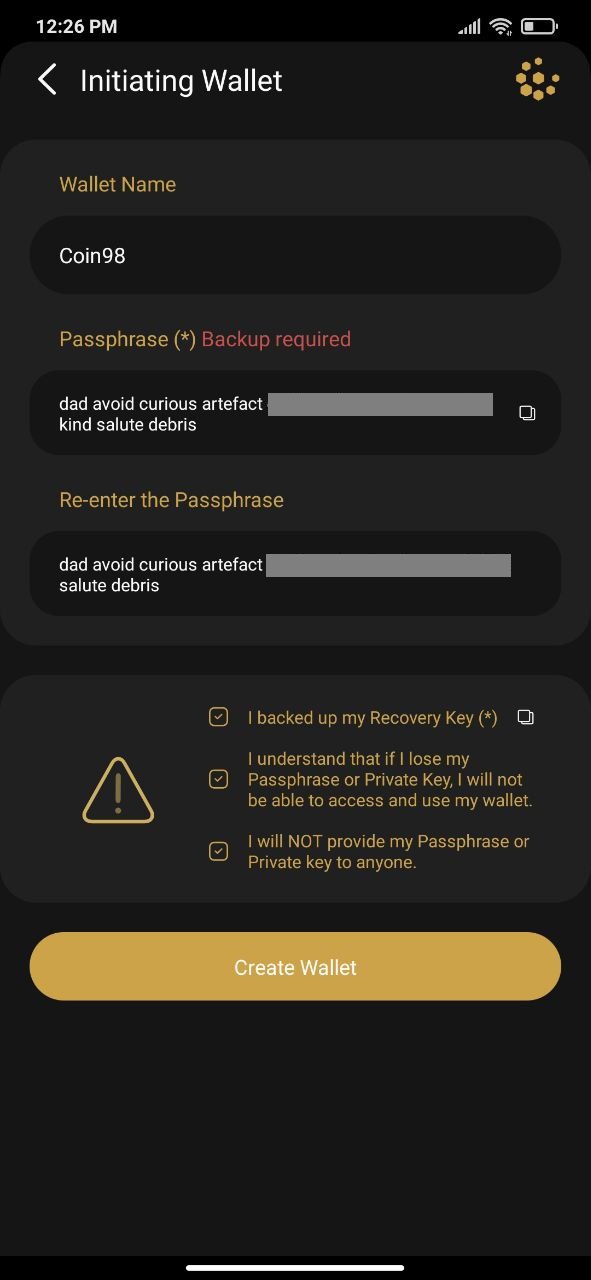 12:26 PM
Initiating Wallet
Wallet Name
Coin98
Passphrase (*) Backup required
dad avoid curious artefact
kind salute debris
Re-enter the Passphrase
dad avoid curious artefact
salute debris
I backed up my Recovery Key (*)
I understand that if I lose my
Passphrase or Private Key, I will not
be able to access and use my wallet.
I will NOT provide my Passphrase or
Private key to anyone.
Create Wallet